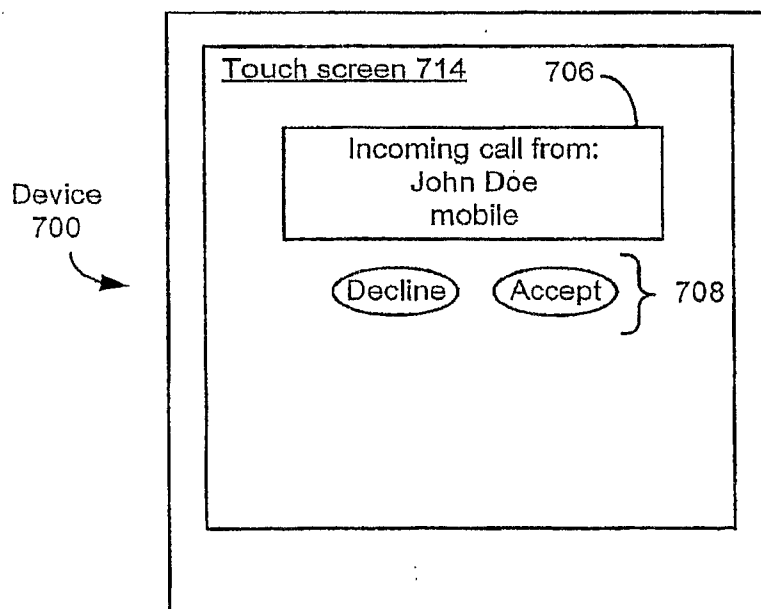 Touch screen 714
706
Incoming call from:
John Doe
mobile
Device
700
Decline
Accept
708